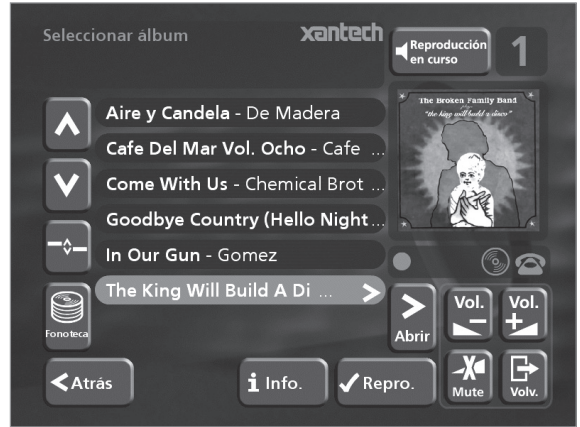 Seleccionar álbum
xantech
Reproducción
en curso
1
Aire y Candela - De Madera
Cafe Del Mar Vol. Ocho - Cafe ...
Come With Us - Chemical Brot ...
Goodbye Country (Hello Night...
In Our Gun - Gomez
The King Will Build A Di ...
The Broken Family Band
plays
"the king will build a disco"
Fonoteca
Abrir
Vol.
Vol.
Atrás
i Info.
Repro.
Mute
Volv.